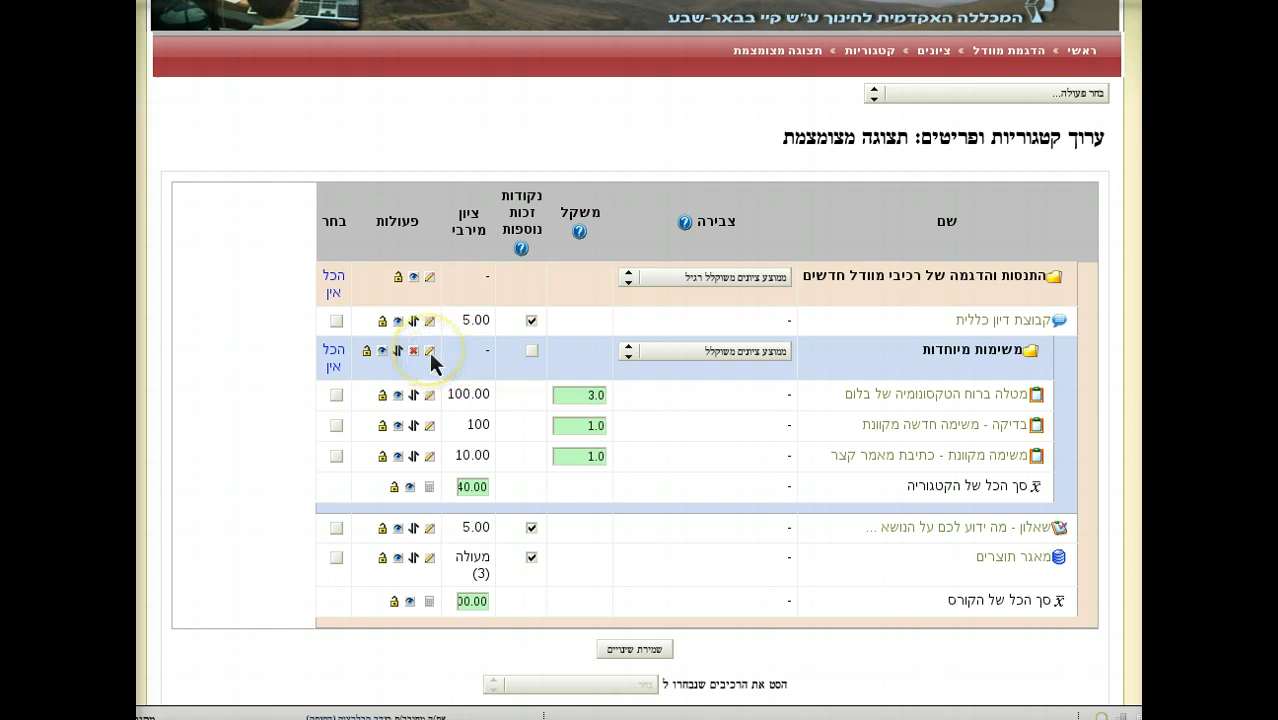 המכללה האקדמית לחינוך ע"ש קיי בבאר-שבע
ראשי » הדגמת מוודל » ציונים » קטגוריות » תצוגה מצומצמת
בחר פעולה...
ערוך קטגוריות ופריטים: תצוגה מצומצמת
שם צבירה משקל נקודות זכות נוספות ציון מירבי פעולות בחר
התנסות והדגמה של רכיבי מוודל חדשים ממוצע ציונים משוקלל רגיל - הכל אין
קבוצת דיון כללית - 5.00
משימות מיוחדות ממוצע ציונים משוקלל - הכל אין
מטלה ברוח הטקסונומיה של בלום - 3.0 100.00
בדיקה - משימה חדשה מקוונת - 1.0 100
משימה מקוונת - כתיבת מאמר קצר - 1.0 10.00
סך הכל של הקטגוריה - 40.00
שאלון - מה ידוע לכם על הנושא ... - 5.00
מאגר תוצרים - מעולה (3)
סך הכל של הקורס - 00.00
שמירת שינויים
הסט את הרכיבים שנבחרו ל בחר...